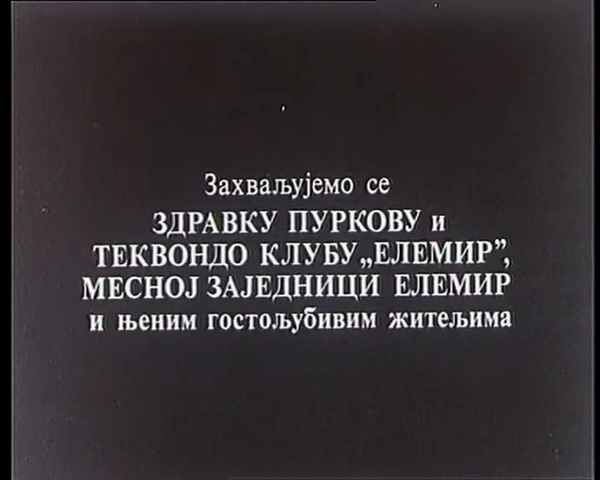 Захваљујемо се
ЗДРАВКУ ПУРКОВУ и
ТЕКВОНДО КЛУБУ „ЕЛЕМИР”,
МЕСНОЈ ЗАЈЕДНИЦИ ЕЛЕМИР
и њеним гостољубивим житељима